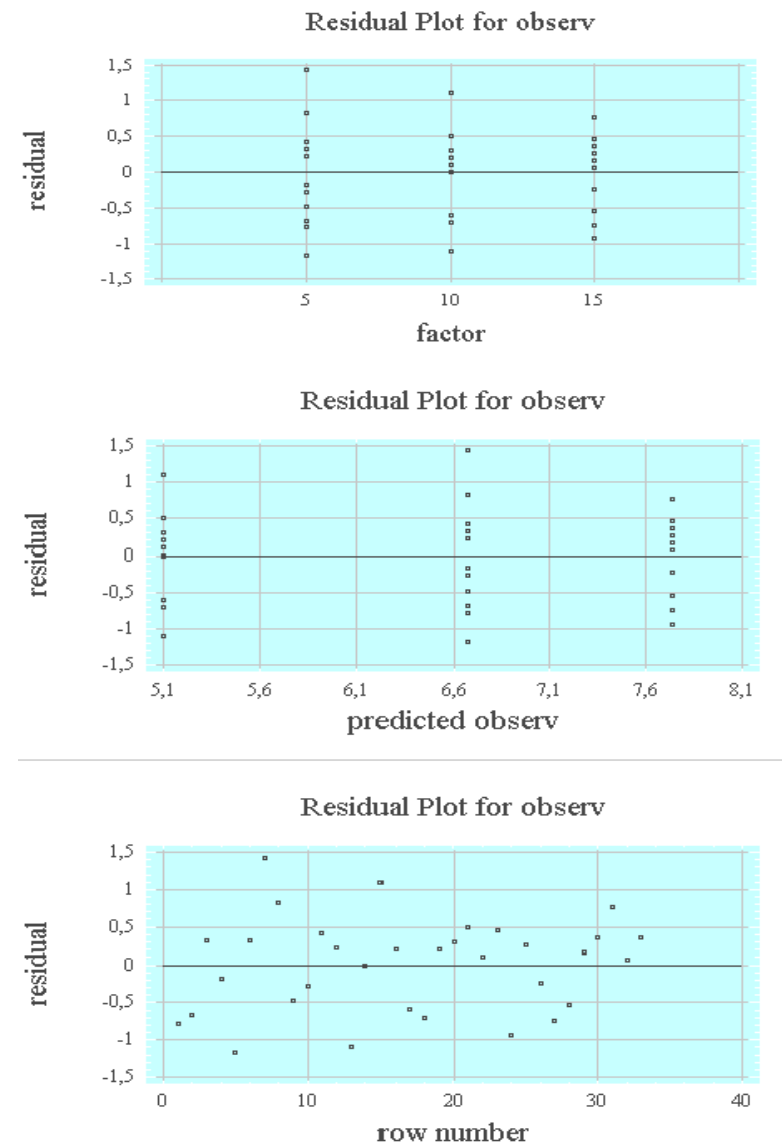 Residual Plot for observ
1,5
1
0,5
0
-0,5
-1
-1,5
residual
5 10 15
factor
Residual Plot for observ
1,5
1
0,5
0
-0,5
-1
-1,5
residual
5,1 5,6 6,1 6,6 7,1 7,6 8,1
predicted observ
Residual Plot for observ
1,5
1
0,5
0
-0,5
-1
-1,5
residual
0 10 20 30 40
row number